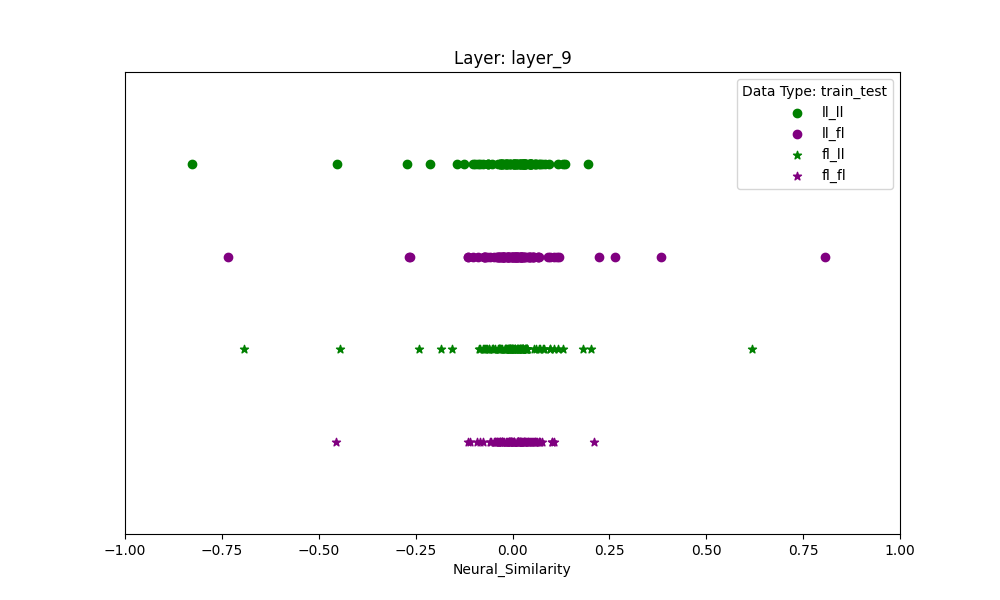 Layer: layer_9
Data Type: train_test
ll_ll
ll_fl
fl_ll
fl_fl
−1.00 −0.75 −0.50 −0.25 0.00 0.25 0.50 0.75 1.00
Neural_Similarity